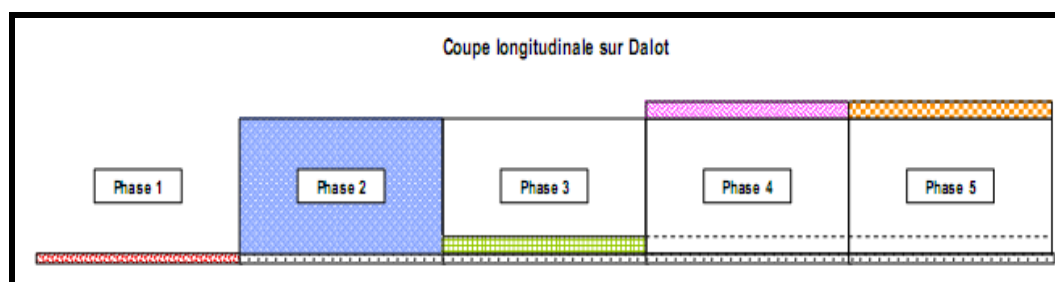 Coupe longitudinale sur Dalot
Phase 1
Phase 2
Phase 3
Phase 4
Phase 5